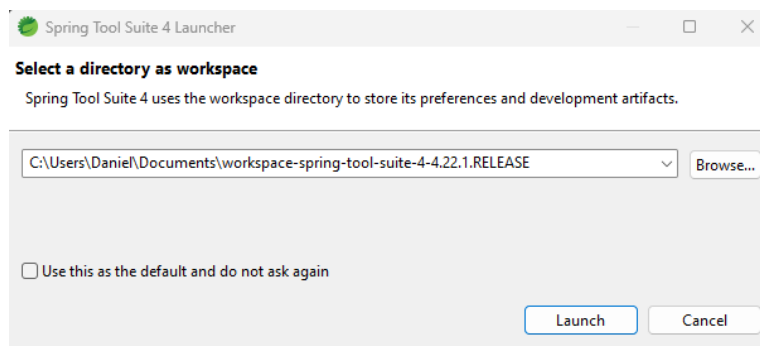 Spring Tool Suite 4 Launcher
Select a directory as workspace
Spring Tool Suite 4 uses the workspace directory to store its preferences and development artifacts.
C:\Users\Daniel\Documents\workspace-spring-tool-suite-4-4.22.1.RELEASE
Browse...
Use this as the default and do not ask again
Launch
Cancel